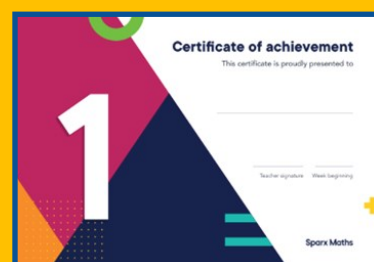 Certificate of achievement
This certificate is proudly presented to
1
Teacher signature Week beginning
Sparx Maths